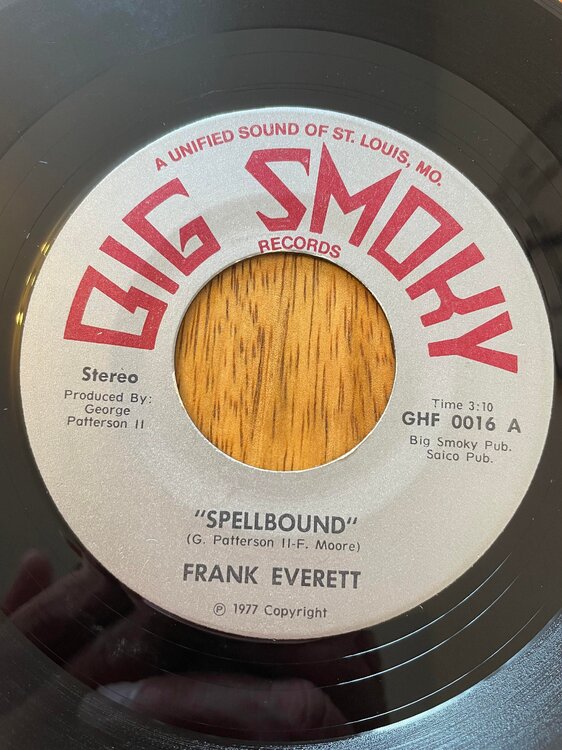 A UNIFIED SOUND OF ST. LOUIS, MO.
BIG SMOKY
RECORDS
Stereo
Produced By:
George
Patterson II
Time 3:10
GHF 0016 A
Big Smoky Pub.
Saico Pub.
"SPELLBOUND"
(G. Patterson II-F. Moore)
FRANK EVERETT
℗ 1977 Copyright